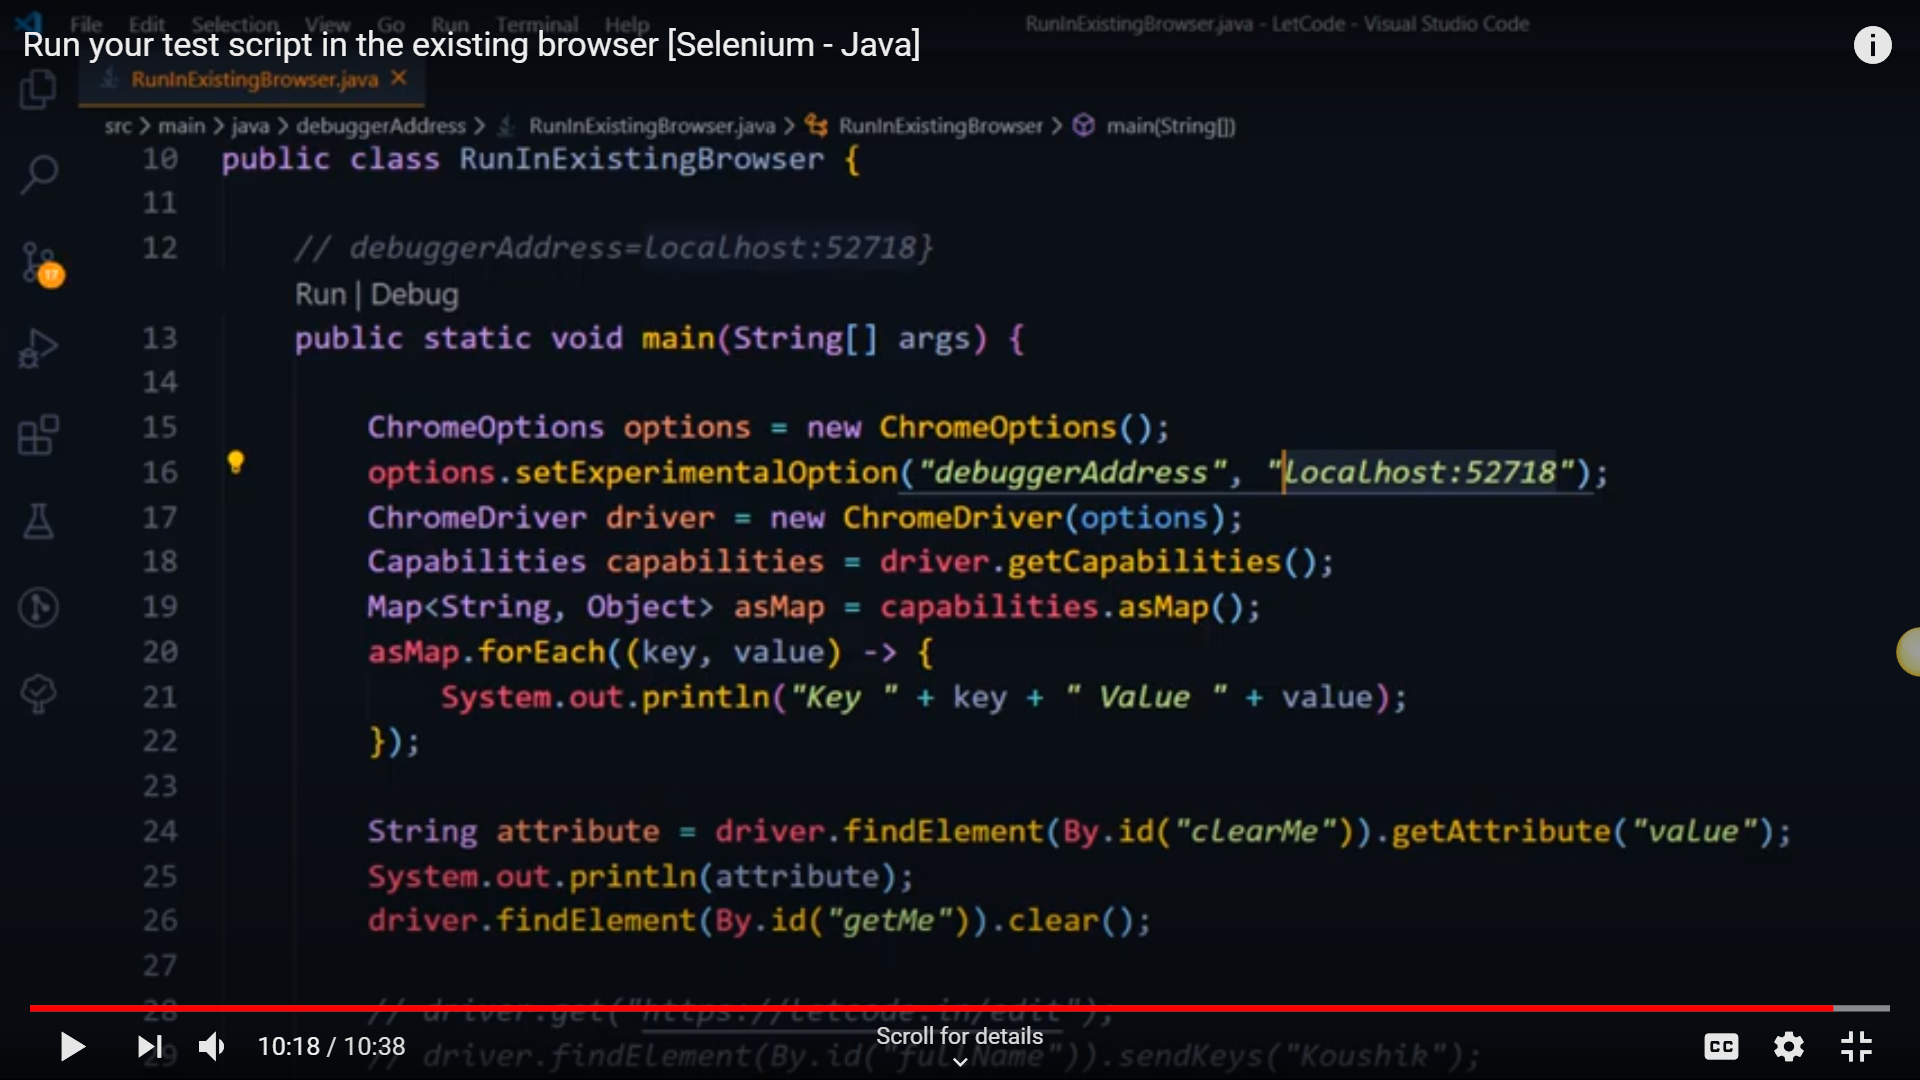 File Edit Selection View Go Run Terminal Help
RunInExistingBrowser.java - LetCode - Visual Studio Code
Run your test script in the existing browser [Selenium - Java]
RunInExistingBrowser.java
src > main > java > debuggerAddress > RunInExistingBrowser.java > RunInExistingBrowser > main(String[])
10 public class RunInExistingBrowser {
11
12 // debuggerAddress=localhost:52718}
17
Run | Debug
13 public static void main(String[] args) {
14
15 ChromeOptions options = new ChromeOptions();
16 options.setExperimentalOption("debuggerAddress", "localhost:52718");
17 ChromeDriver driver = new ChromeDriver(options);
18 Capabilities capabilities = driver.getCapabilities();
19 Map<String, Object> asMap = capabilities.asMap();
20 asMap.forEach((key, value) -> {
21 System.out.println("Key " + key + " Value " + value);
22 });
23
24 String attribute = driver.findElement(By.id("clearMe")).getAttribute("value");
25 System.out.println(attribute);
26 driver.findElement(By.id("getMe")).clear();
27
28 // driver.get("https://letcode.in/edit");
29 // driver.findElement(By.id("fullName")).sendKeys("Koushik");
Scroll for details
10:18 / 10:38
CC